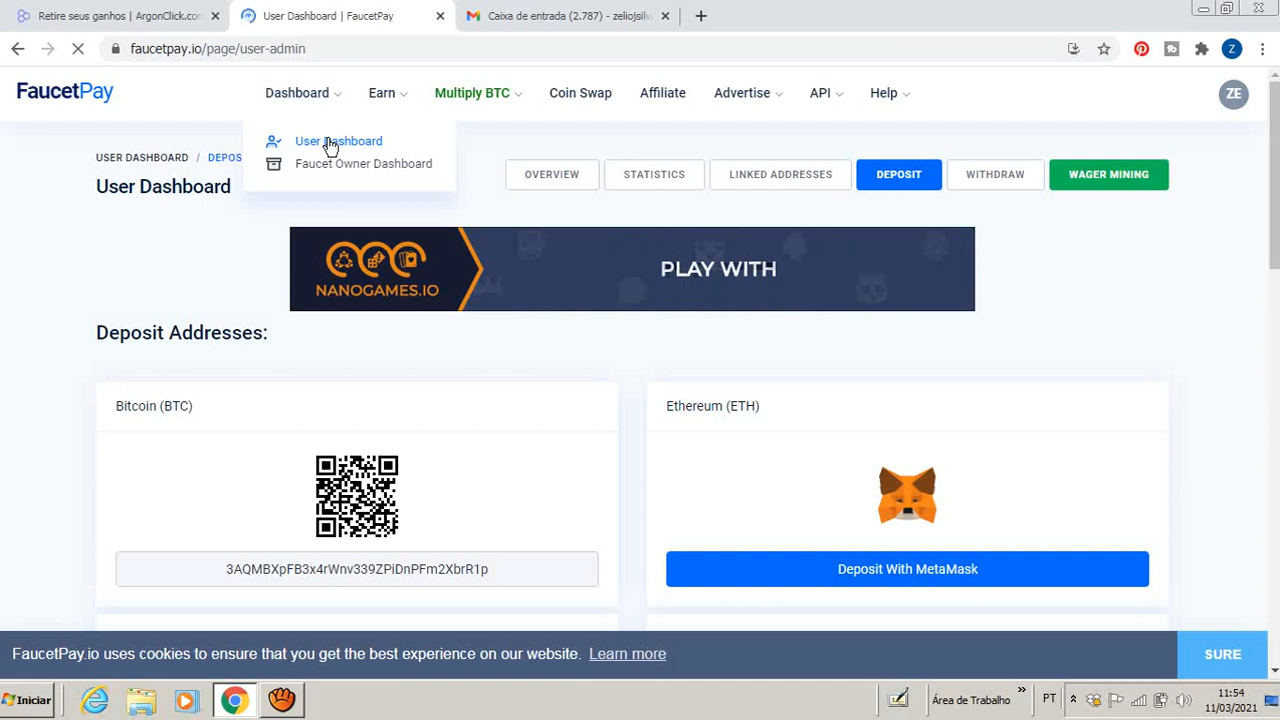 Retire seus ganhos | ArgonClick.com
User Dashboard | FaucetPay
Caixa de entrada (2.787) - zeliojsilv
faucetpay.io/page/user-admin
Z
FaucetPay
Dashboard
Earn
Multiply BTC
Coin Swap
Affiliate
Advertise
API
Help
ZE
User Dashboard
Faucet Owner Dashboard
USER DASHBOARD / DEPOS
User Dashboard
OVERVIEW
STATISTICS
LINKED ADDRESSES
DEPOSIT
WITHDRAW
WAGER MINING
NANOGAMES.IO
PLAY WITH
Deposit Addresses:
Bitcoin (BTC)
Ethereum (ETH)
3AQMBXpFB3x4rWnv339ZPiDnPFm2XbrR1p
Deposit With MetaMask
FaucetPay.io uses cookies to ensure that you get the best experience on our website. Learn more
SURE
Iniciar
Área de Trabalho
»
PT
11:54
11/03/2021